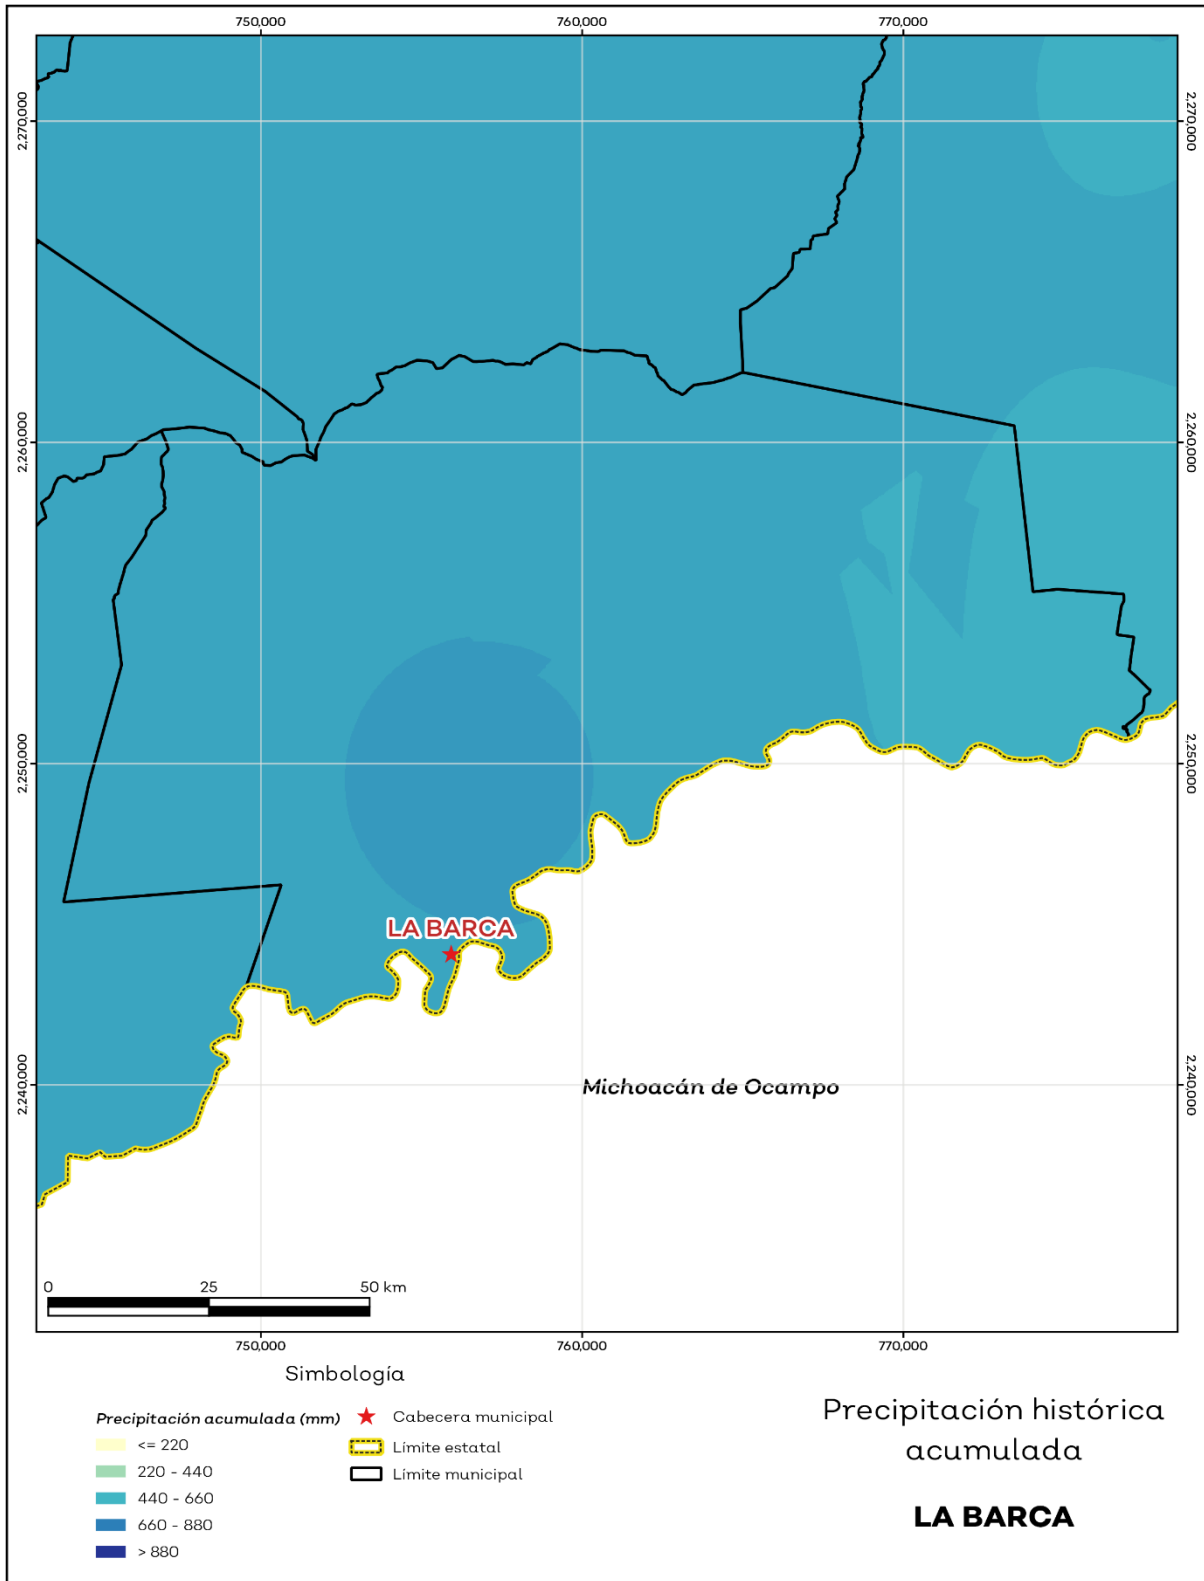 750,000 760,000 770,000
2,270,000 2,270,000
2,260,000 2,260,000
2,250,000 2,250,000
LA BARCA
2,240,000 2,240,000
Michoacán de Ocampo
0 25 50 km
750,000 760,000 770,000
Simbología
Precipitación acumulada (mm)
<= 220
220 - 440
440 - 660
660 - 880
> 880
Cabecera municipal
Límite estatal
Límite municipal
Precipitación histórica
acumulada
LA BARCA